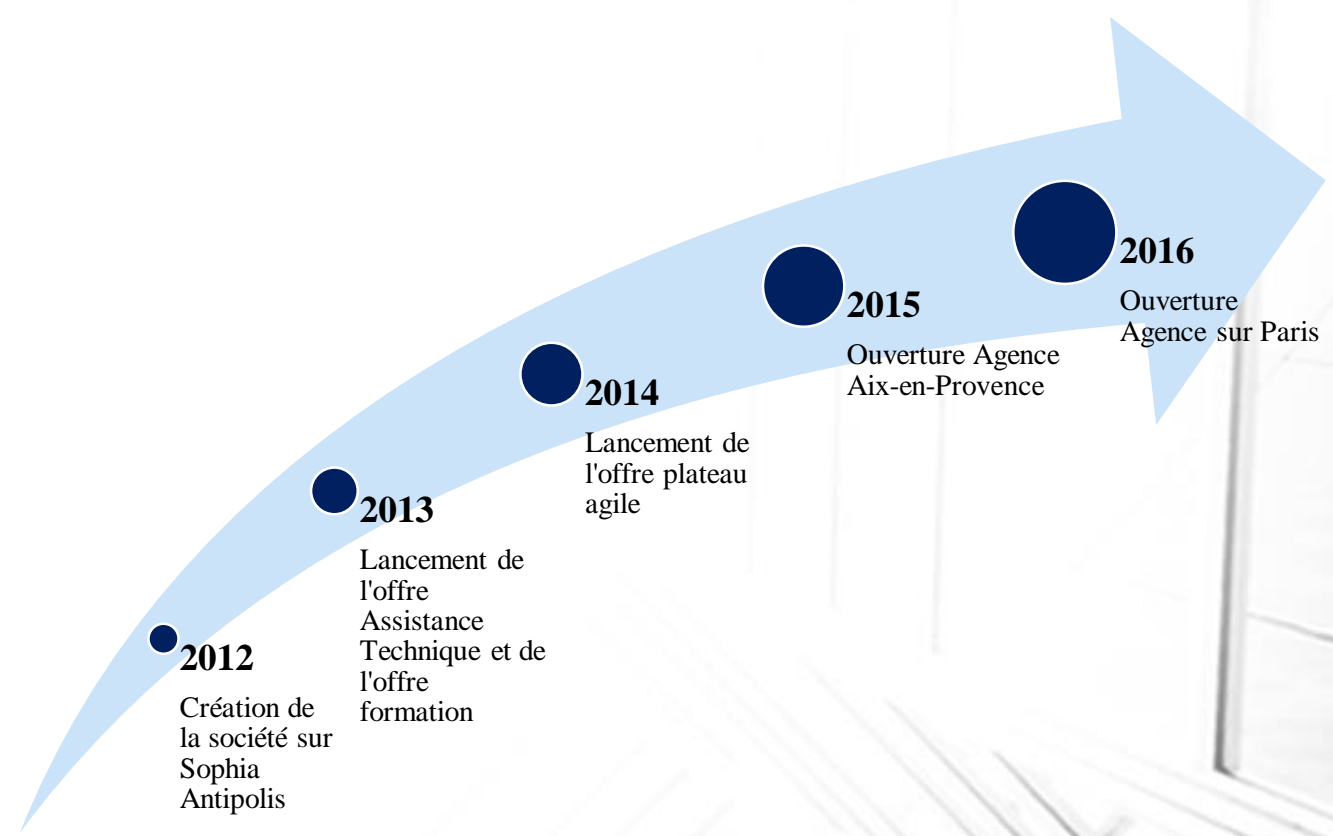 2012
Création de
la société sur
Sophia
Antipolis
2013
Lancement de
l'offre
Assistance
Technique et de
l'offre
formation
2014
Lancement de
l'offre plateau
agile
2015
Ouverture Agence
Aix-en-Provence
2016
Ouverture
Agence sur Paris